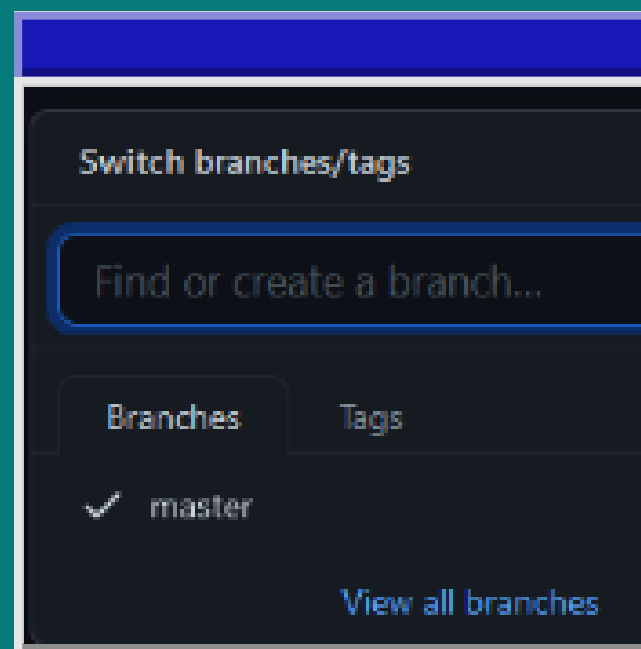 Switch branches/tags
Find or create a branch...
Branches Tags
master
View all branches